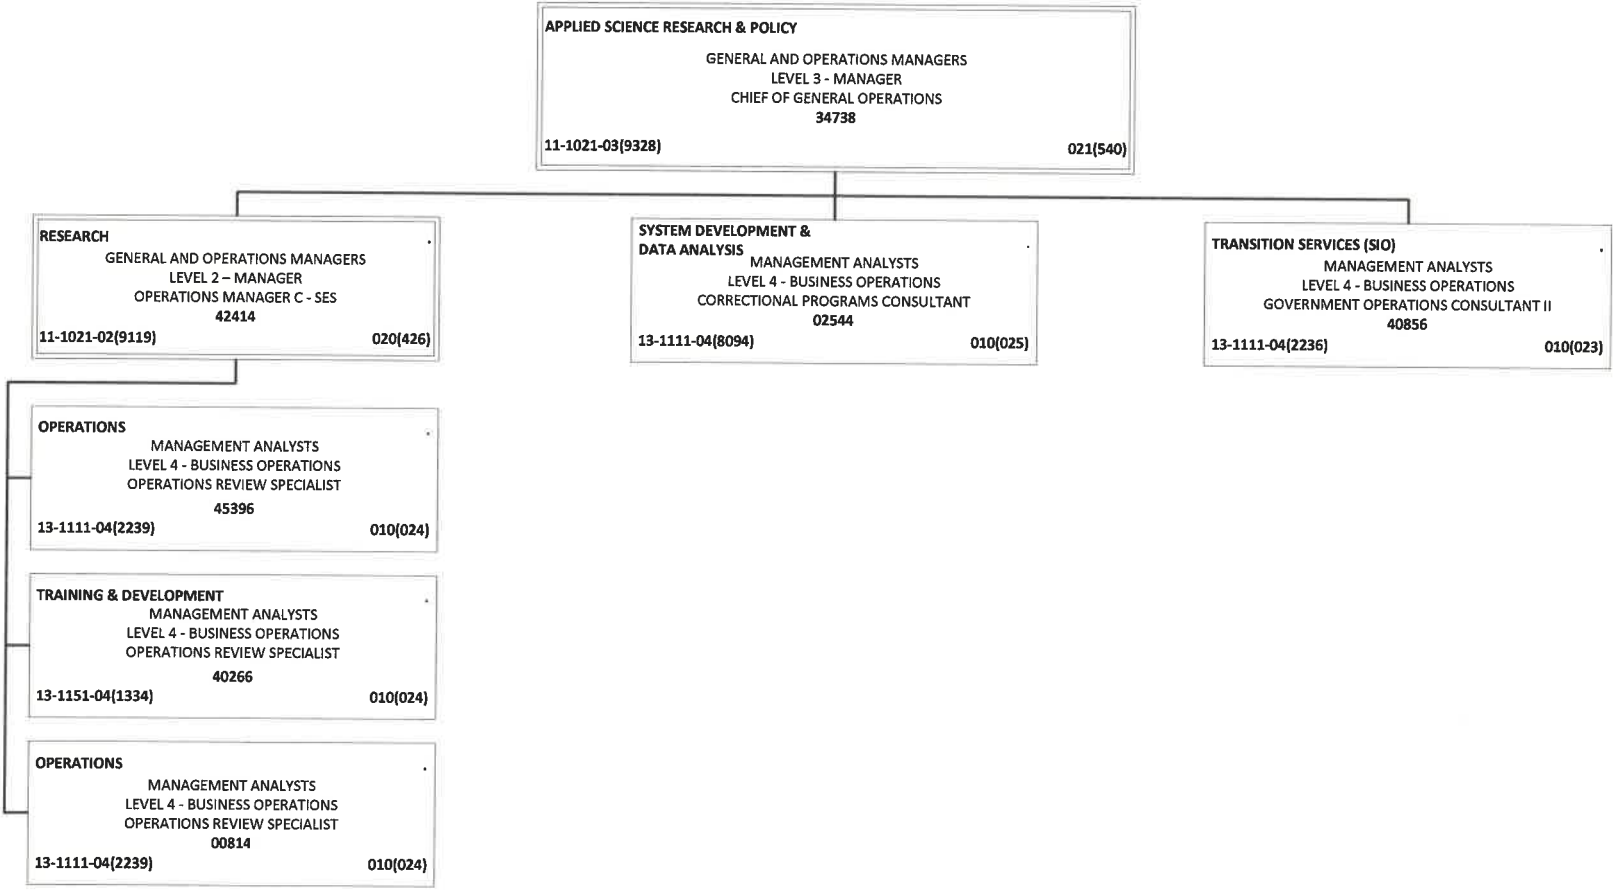 APPLIED SCIENCE RESEARCH & POLICY
GENERAL AND OPERATIONS MANAGERS
LEVEL 3 - MANAGER
CHIEF OF GENERAL OPERATIONS
34738
11-1021-03(9328) 021(540)
RESEARCH
GENERAL AND OPERATIONS MANAGERS
LEVEL 2 – MANAGER
OPERATIONS MANAGER C - SES
42414
11-1021-02(9119) 020(426)
SYSTEM DEVELOPMENT &
DATA ANALYSIS
MANAGEMENT ANALYSTS
LEVEL 4 - BUSINESS OPERATIONS
CORRECTIONAL PROGRAMS CONSULTANT
02544
13-1111-04(8094) 010(025)
TRANSITION SERVICES (SIO)
MANAGEMENT ANALYSTS
LEVEL 4 - BUSINESS OPERATIONS
GOVERNMENT OPERATIONS CONSULTANT II
40856
13-1111-04(2236) 010(023)
OPERATIONS
MANAGEMENT ANALYSTS
LEVEL 4 - BUSINESS OPERATIONS
OPERATIONS REVIEW SPECIALIST
45396
13-1111-04(2239) 010(024)
TRAINING & DEVELOPMENT
MANAGEMENT ANALYSTS
LEVEL 4 - BUSINESS OPERATIONS
OPERATIONS REVIEW SPECIALIST
40266
13-1151-04(1334) 010(024)
OPERATIONS
MANAGEMENT ANALYSTS
LEVEL 4 - BUSINESS OPERATIONS
OPERATIONS REVIEW SPECIALIST
00814
13-1111-04(2239) 010(024)